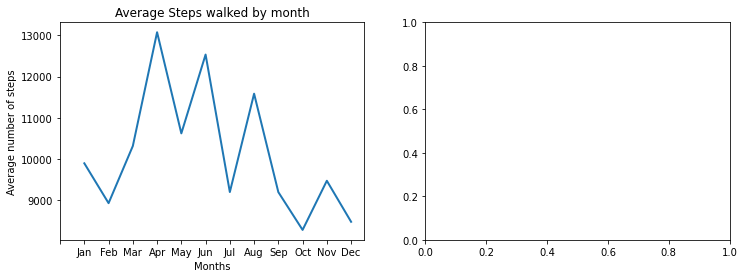 Average Steps walked by month
Average number of steps
13000
12000
11000
10000
9000
Jan Feb Mar Apr May Jun Jul Aug Sep Oct Nov Dec
Months
1.0
0.8
0.6
0.4
0.2
0.0
0.0 0.2 0.4 0.6 0.8 1.0